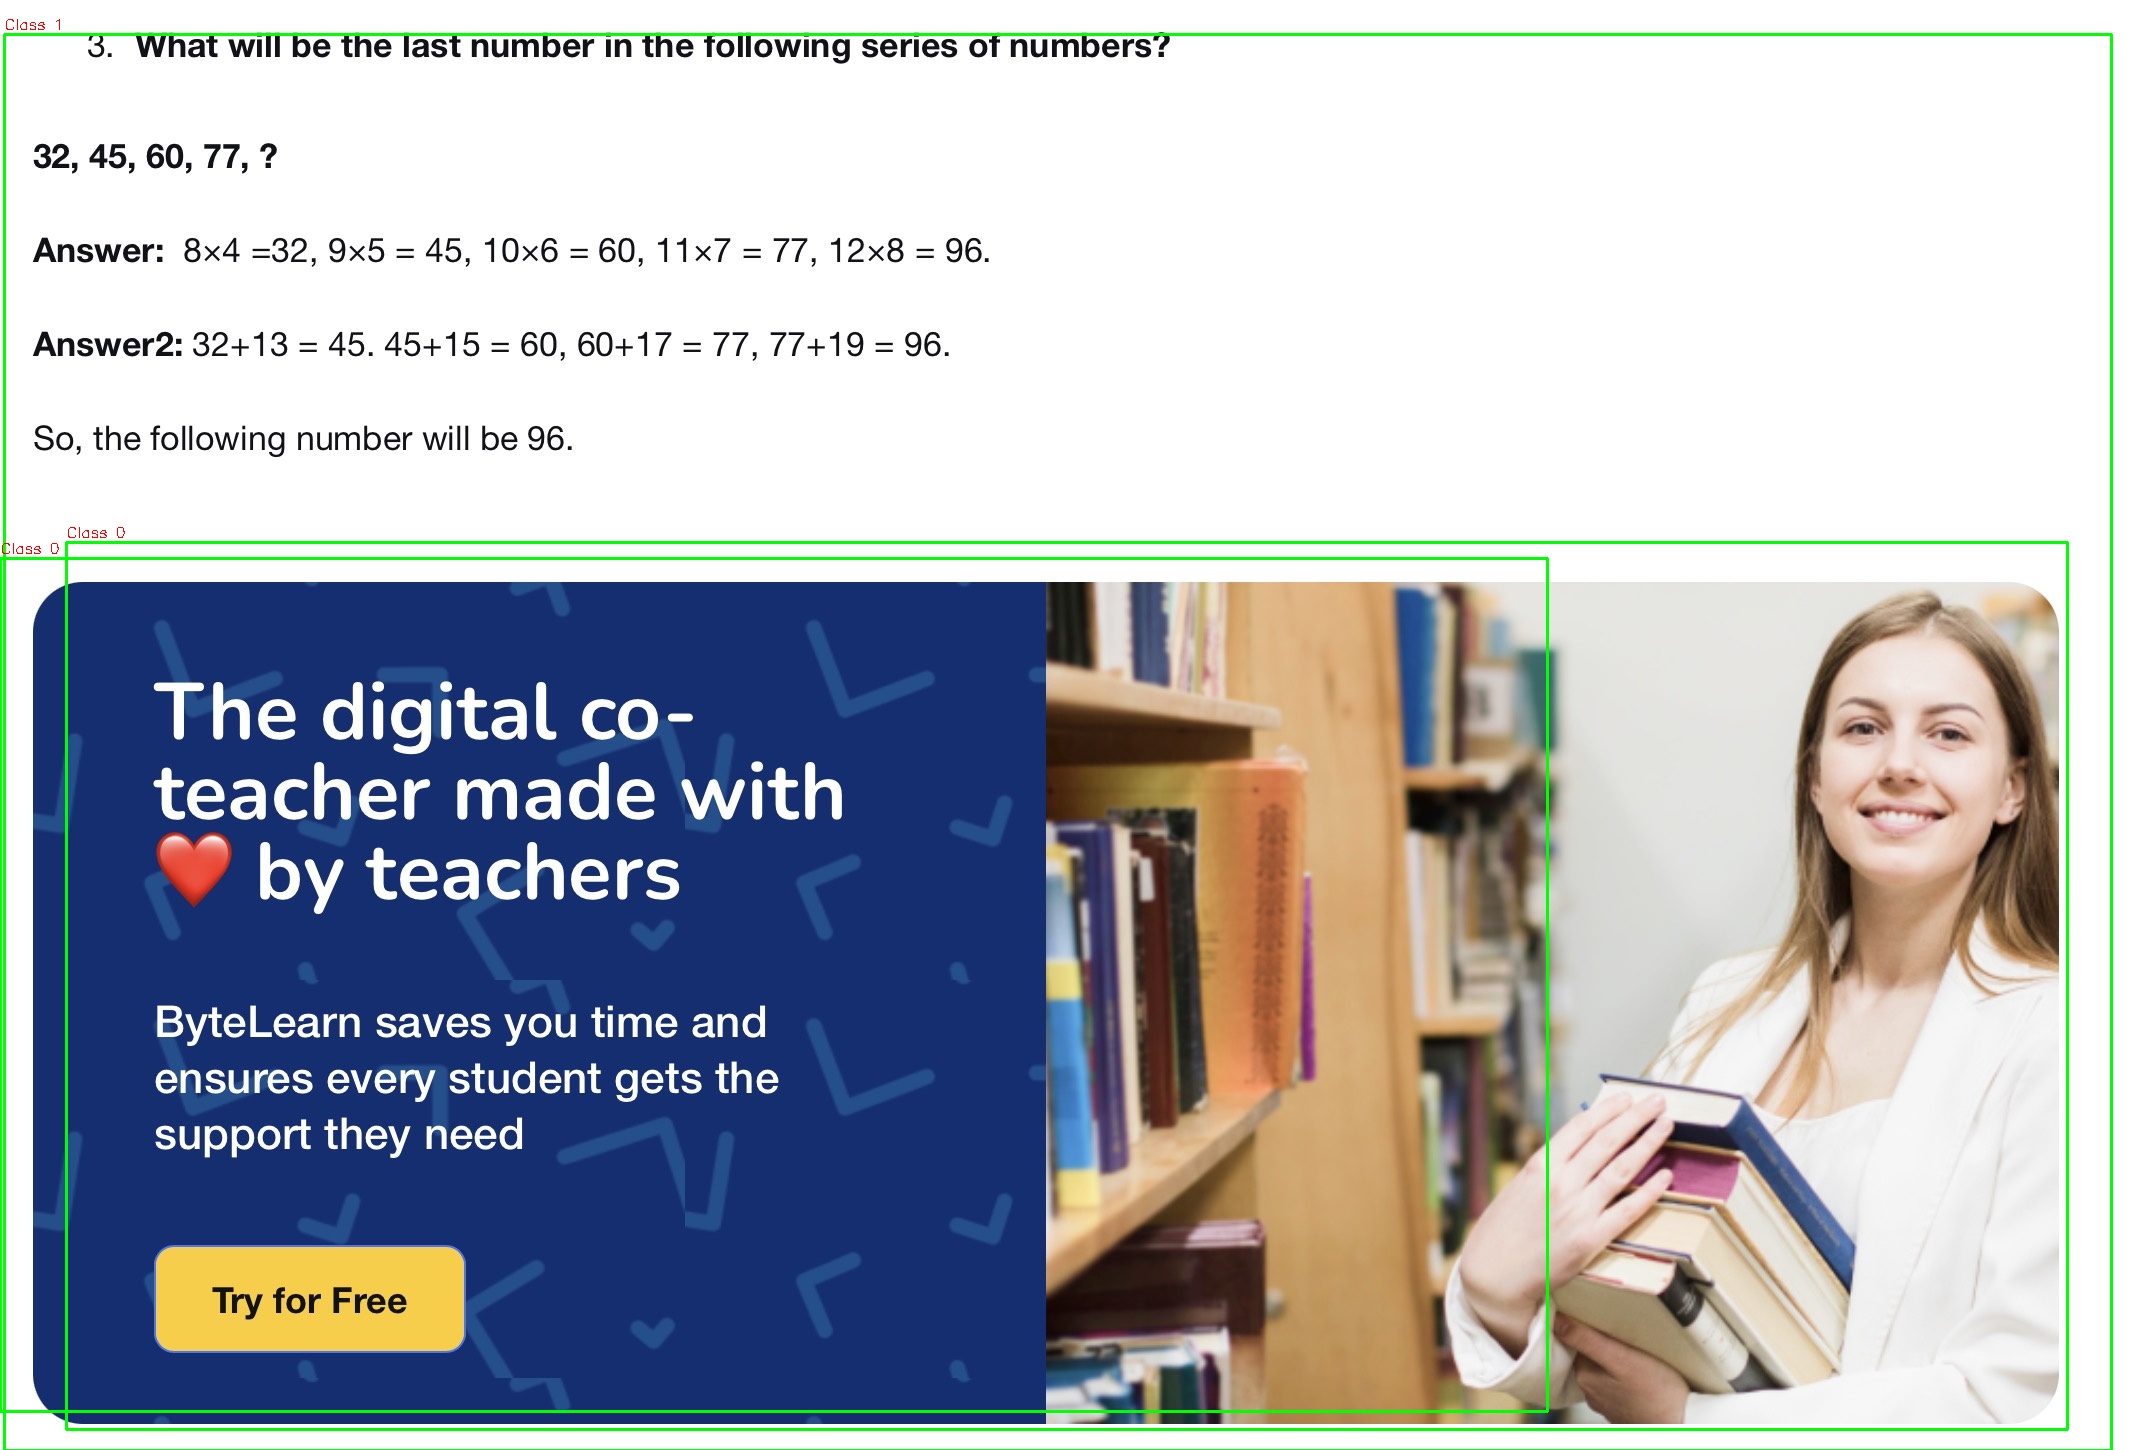 Class 1
3. What will be the last number in the following series of numbers?
32, 45, 60, 77, ?
Answer: 8×4 =32, 9×5 = 45, 10×6 = 60, 11×7 = 77, 12×8 = 96.
Answer2: 32+13 = 45. 45+15 = 60, 60+17 = 77, 77+19 = 96.
So, the following number will be 96.
Class 0
Class 0
The digital co-
teacher made with
❤️ by teachers
ByteLearn saves you time and
ensures every student gets the
support they need
Try for Free